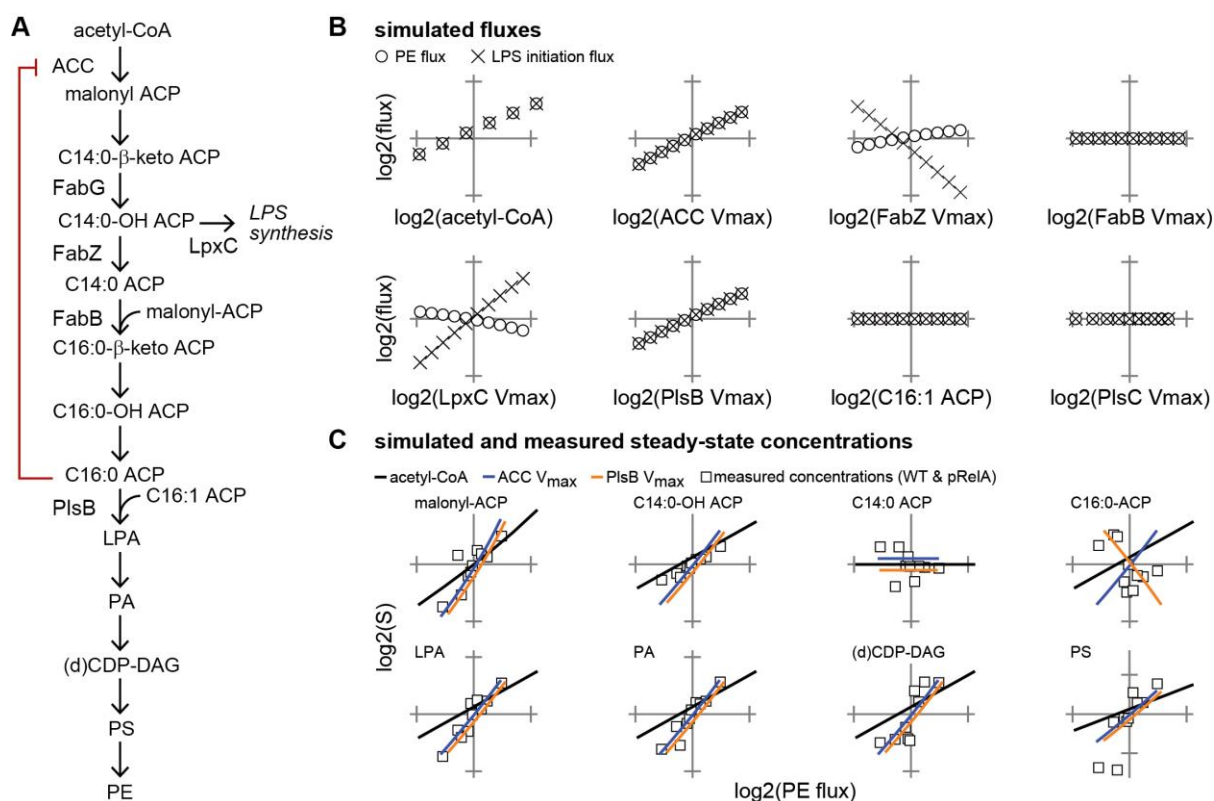 A
acetyl-CoA
ACC
malonyl ACP
C14:0-β-keto ACP
FabG
C14:0-OH ACP
LPS
synthesis
LpxC
FabZ
C14:0 ACP
FabB
malonyl-ACP
C16:0-β-keto ACP
C16:0-OH ACP
C16:0 ACP
PlsB
C16:1 ACP
LPA
PA
(d)CDP-DAG
PS
PE
B simulated fluxes
PE flux LPS initiation flux
log2(flux)
log2(acetyl-CoA) log2(ACC Vmax) log2(FabZ Vmax) log2(FabB Vmax)
log2(flux)
log2(LpxC Vmax) log2(PlsB Vmax) log2(C16:1 ACP) log2(PlsC Vmax)
C simulated and measured steady-state concentrations
acetyl-CoA ACC Vmax PlsB Vmax measured concentrations (WT & pRelA)
malonyl-ACP C14:0-OH ACP C14:0 ACP C16:0-ACP
log2(S)
LPA PA (d)CDP-DAG PS
log2(PE flux)